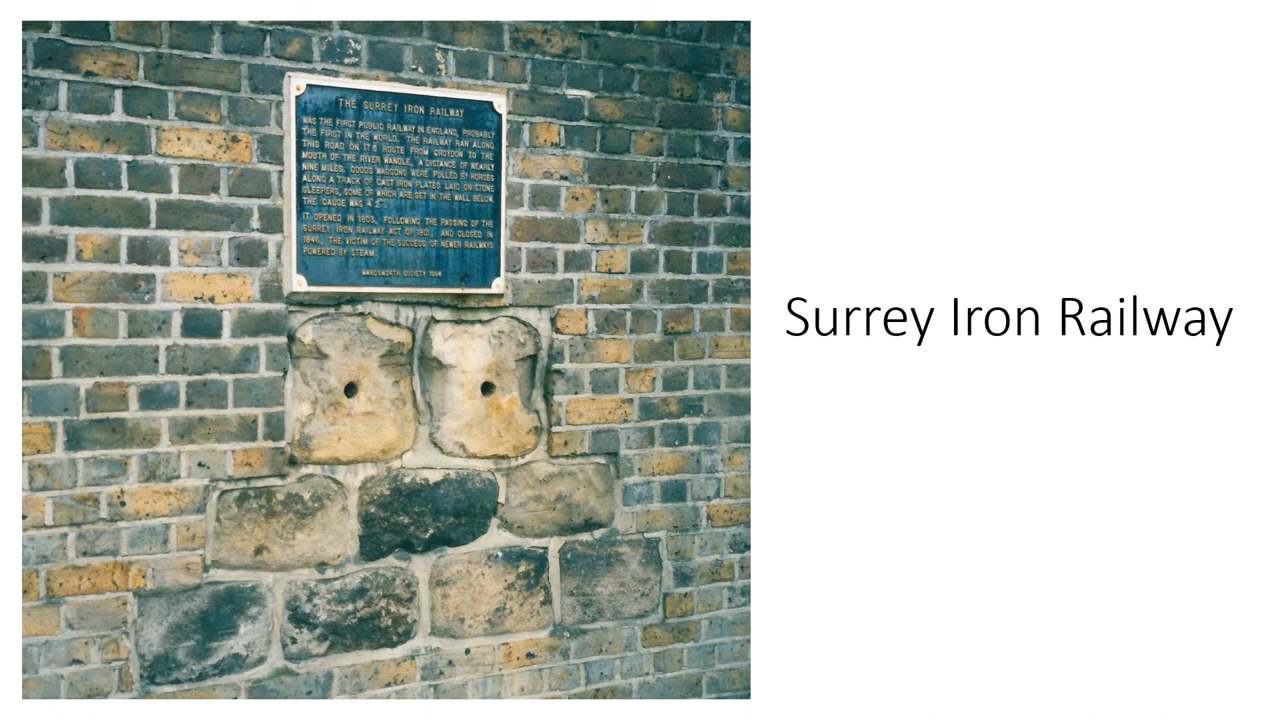 THE SURREY IRON RAILWAY
WAS THE FIRST PUBLIC RAILWAY IN ENGLAND, PROBABLY
THE FIRST IN THE WORLD. THE RAILWAY RAN ALONG
THIS ROAD ON ITS ROUTE FROM CROYDON TO THE
MOUTH OF THE RIVER WANDLE, A DISTANCE OF NEARLY
NINE MILES. GOODS WAGGONS WERE PULLED BY HORSES
ALONG A TRACK OF CAST IRON PLATES LAID ON STONE
SLEEPERS, SOME OF WHICH ARE SET IN THE WALL BELOW.
THE GAUGE WAS
IT OPENED IN 1803, FOLLOWING THE PASSING OF THE
SURREY IRON RAILWAY ACT OF 1801, AND CLOSED IN
1846, THE VICTIM OF THE SUCCESS OF NEWER RAILWAYS
POWERED BY STEAM.
WANDSWORTH SOCIETY
Surrey Iron Railway